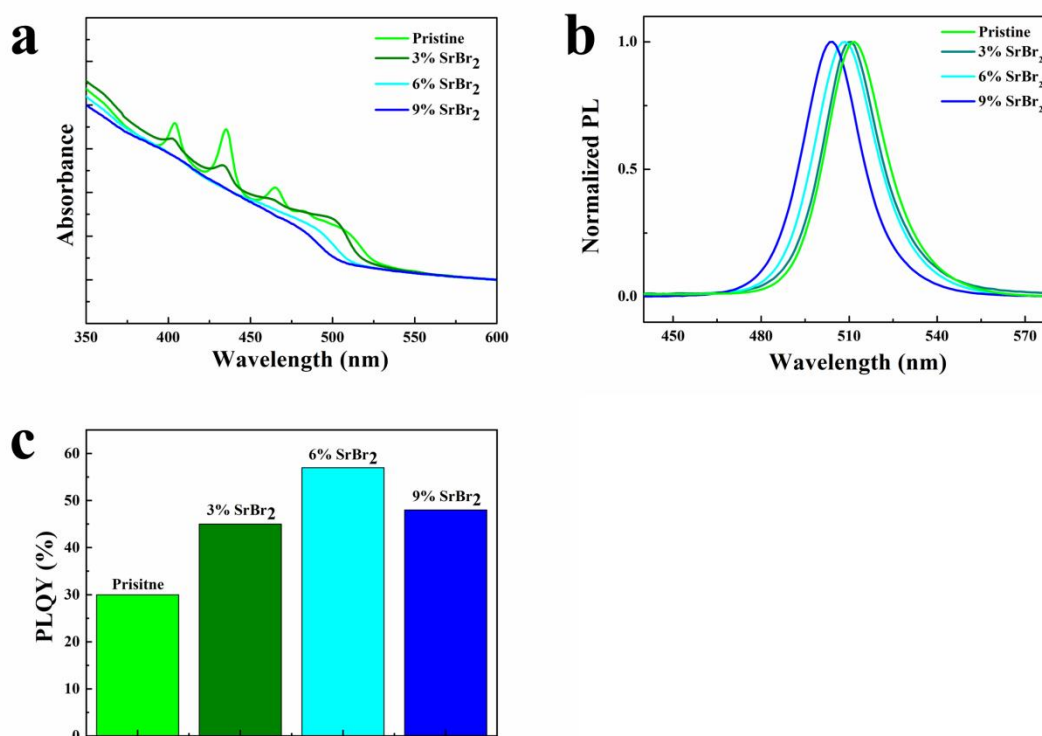 a
Pristine
3% SrBr2
6% SrBr2
9% SrBr2
Absorbance
350 400 450 500 550 600
Wavelength (nm)
b
Pristine
3% SrBr2
6% SrBr2
9% SrBr2
Normalized PL
1.0
0.5
0.0
450 480 510 540 570
Wavelength (nm)
c
PLQY (%)
60
50
40
30
20
10
0
Prisitne
3% SrBr2
6% SrBr2
9% SrBr2